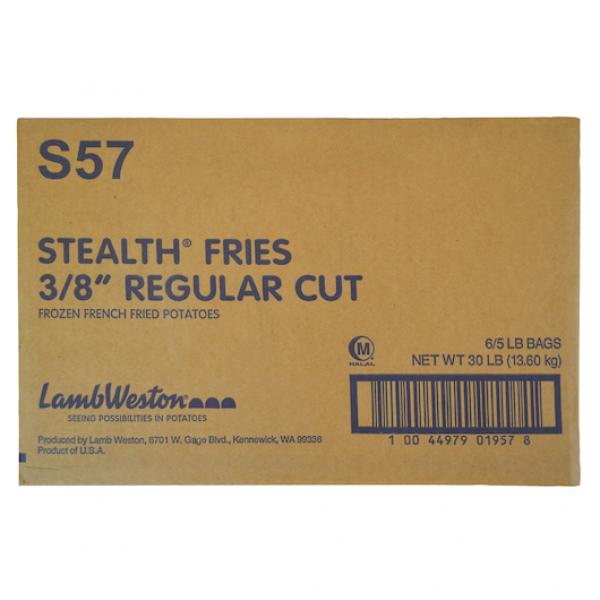 S57
STEALTH® FRIES
3/8" REGULAR CUT
FROZEN FRENCH FRIED POTATOES
M
HALAL
6/5 LB BAGS
NET WT 30 LB (13.60 kg)
LambWeston
SEEING POSSIBILITIES IN POTATOES
Produced by Lamb Weston, 8701 W. Gage Blvd., Kennewick, WA 99336
Product of U.S.A.
1 00 44979 01957 8